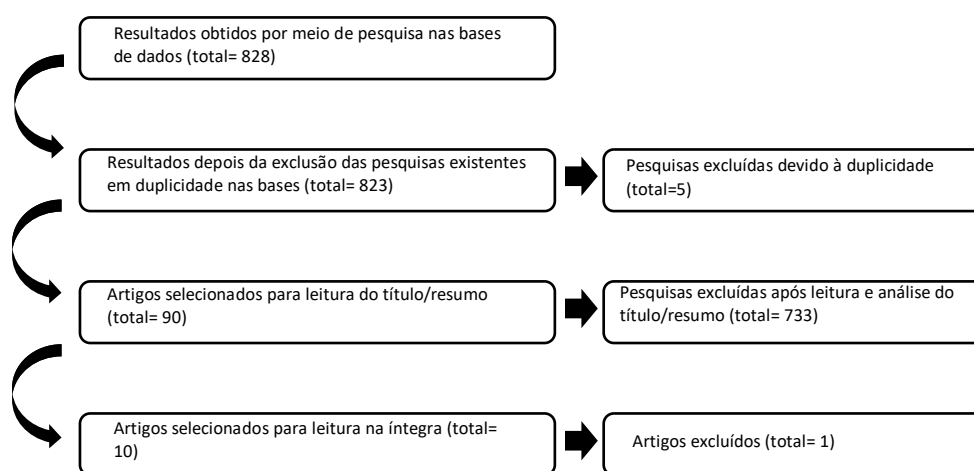 Resultados obtidos por meio de pesquisa nas bases
de dados (total= 828)
Resultados depois da exclusão das pesquisas existentes
em duplicidade nas bases (total= 823)
Pesquisas excluídas devido à duplicidade
(total=5)
Artigos selecionados para leitura do título/resumo
(total= 90)
Pesquisas excluídas após leitura e análise do
título/resumo (total= 733)
Artigos selecionados para leitura na íntegra (total=
10)
Artigos excluídos (total= 1)